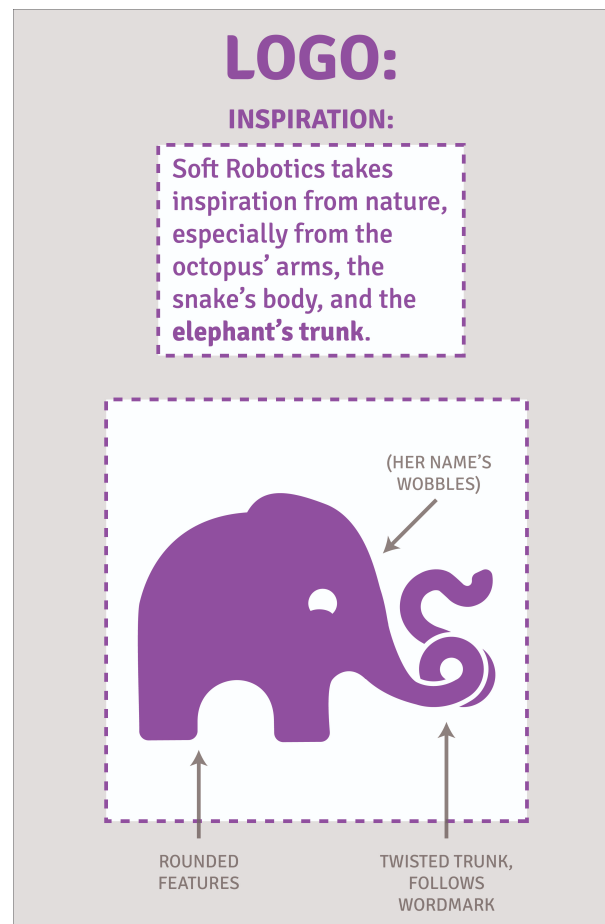 LOGO:
INSPIRATION:
Soft Robotics takes
inspiration from nature,
especially from the
octopus’ arms, the
snake’s body, and the
elephant’s trunk.
(HER NAME’S
WOBBLES)
ROUNDED
FEATURES
TWISTED TRUNK,
FOLLOWS
WORDMARK